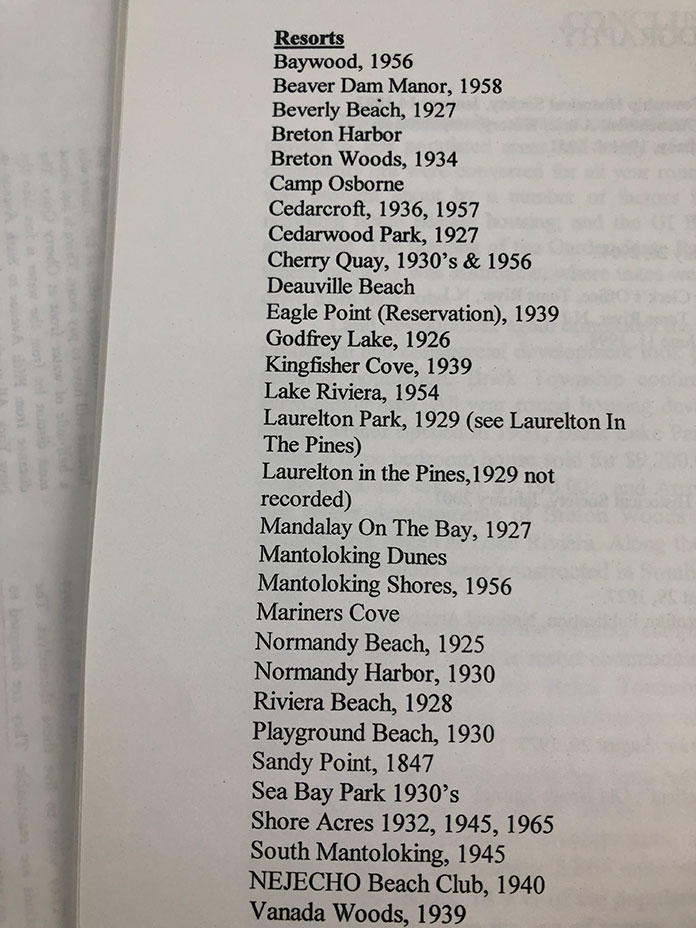 Resorts
Baywood, 1956
Beaver Dam Manor, 1958
Beverly Beach, 1927
Breton Harbor
Breton Woods, 1934
Camp Osborne
Cedarcroft, 1936, 1957
Cedarwood Park, 1927
Cherry Quay, 1930's & 1956
Deauville Beach
Eagle Point (Reservation), 1939
Godfrey Lake, 1926
Kingfisher Cove, 1939
Lake Riviera, 1954
Laurelton Park, 1929 (see Laurelton In
The Pines)
Laurelton in the Pines,1929 not
recorded)
Mandalay On The Bay, 1927
Mantoloking Dunes
Mantoloking Shores, 1956
Mariners Cove
Normandy Beach, 1925
Normandy Harbor, 1930
Riviera Beach, 1928
Playground Beach, 1930
Sandy Point, 1847
Sea Bay Park 1930's
Shore Acres 1932, 1945, 1965
South Mantoloking, 1945
NEJECHO Beach Club, 1940
Vanada Woods, 1939